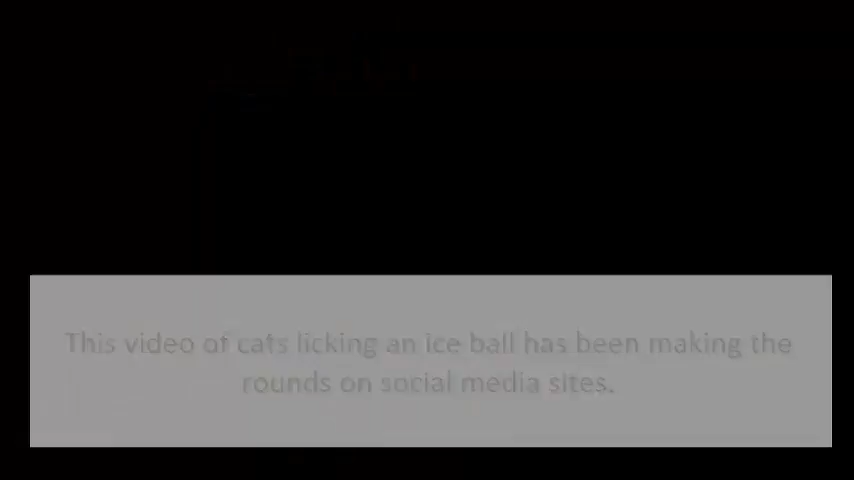 This video of cats licking an ice ball has been making the
rounds on social media sites.